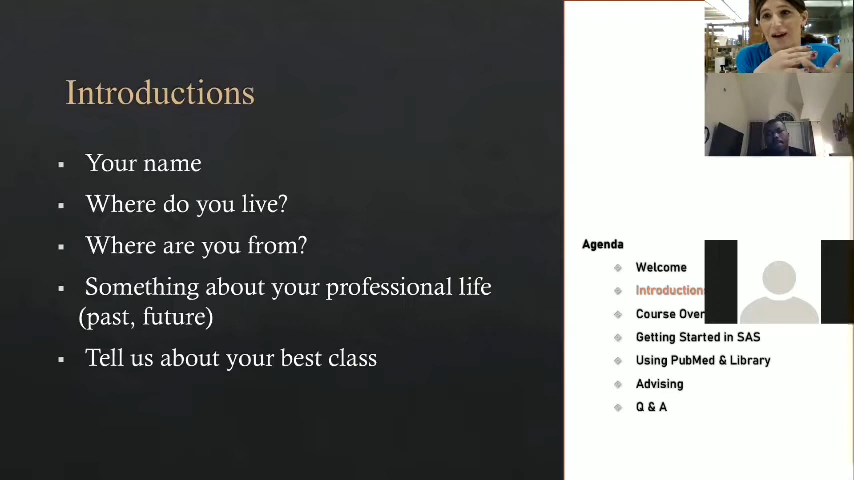 Introductions
Your name
Where do you live?
Where are you from?
Something about your professional life
(past, future)
Tell us about your best class
Agenda
Welcome
Introductions
Course Over
Getting Started in SAS
Using PubMed & Library
Advising
Q & A